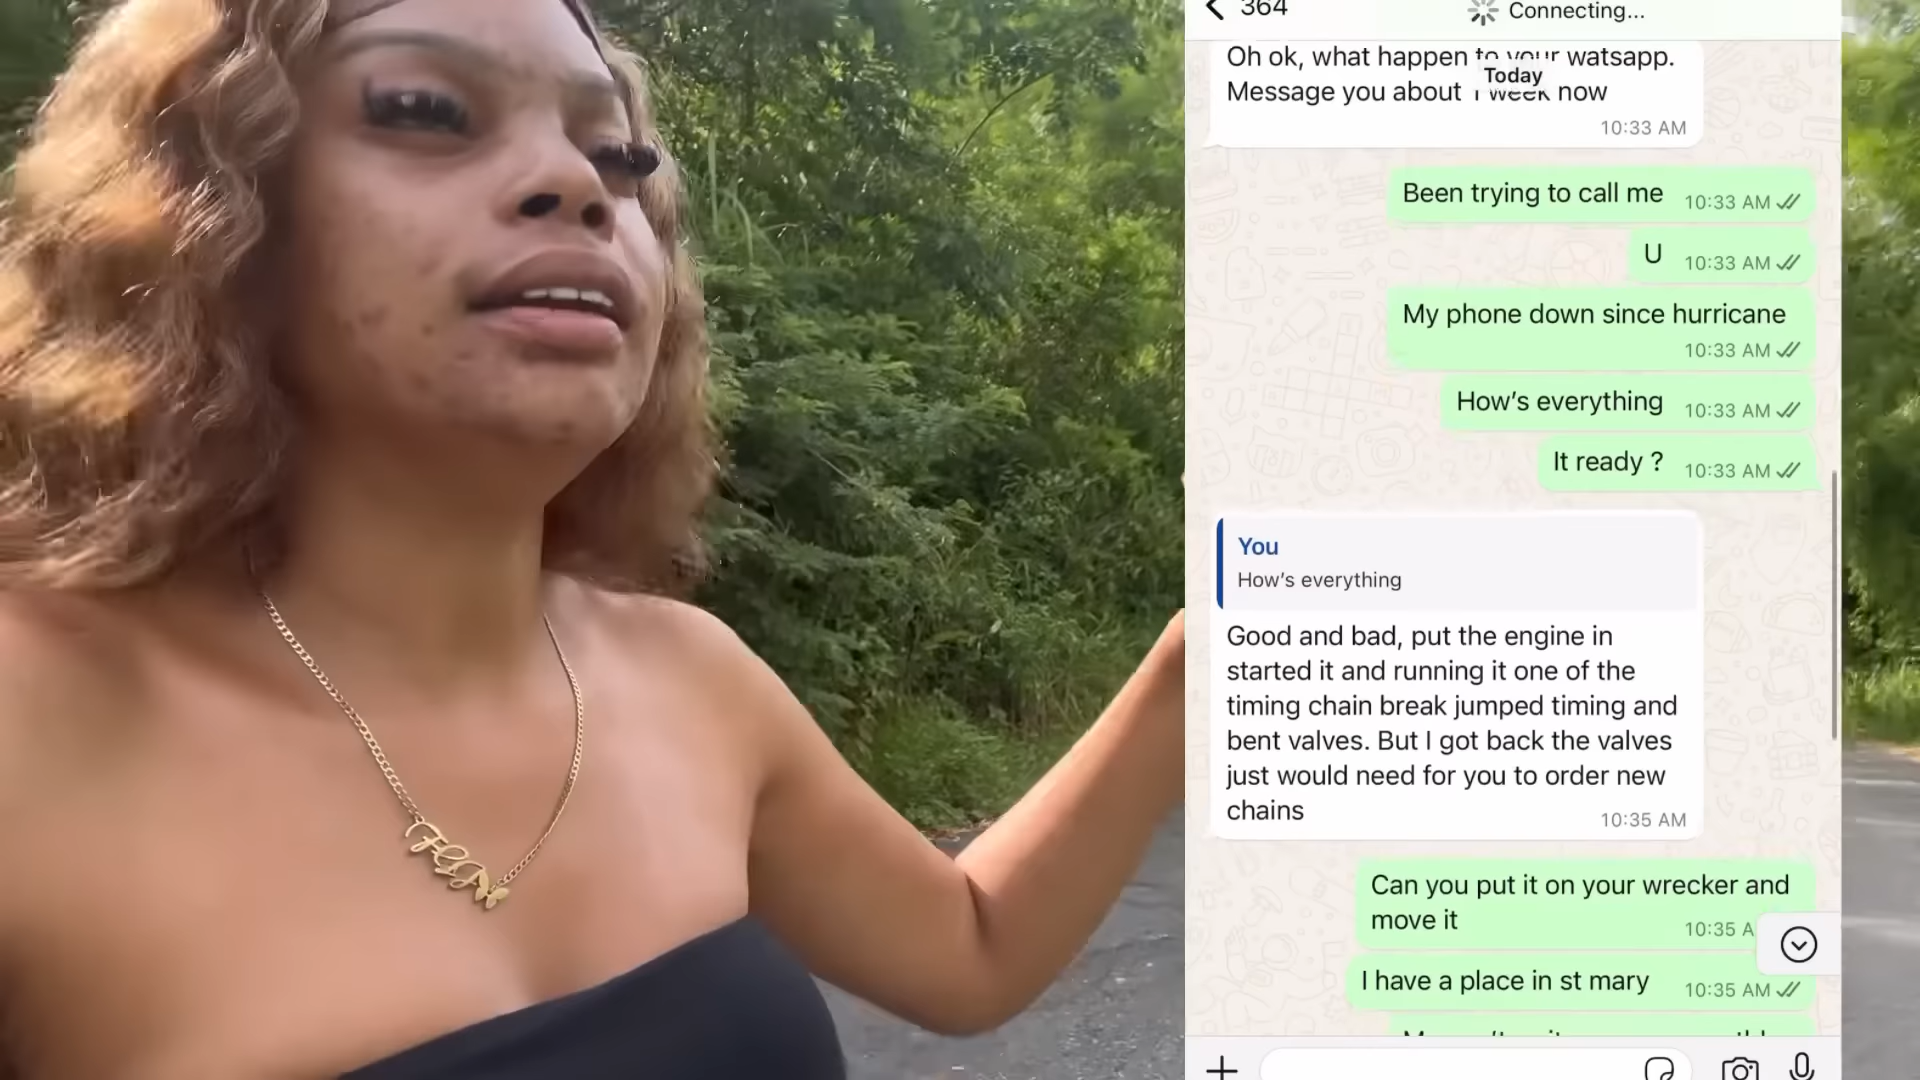 364
Connecting...
Oh ok, what happen to your watsapp.
Today
Message you about 1 week now
10:33 AM
Been trying to call me 10:33 AM
U 10:33 AM
My phone down since hurricane
10:33 AM
How's everything 10:33 AM
It ready ? 10:33 AM
You
How's everything
Good and bad, put the engine in
started it and running it one of the
timing chain break jumped timing and
bent valves. But I got back the valves
just would need for you to order new
chains
10:35 AM
Can you put it on your wrecker and
move it
10:35 A
I have a place in st mary 10:35 AM